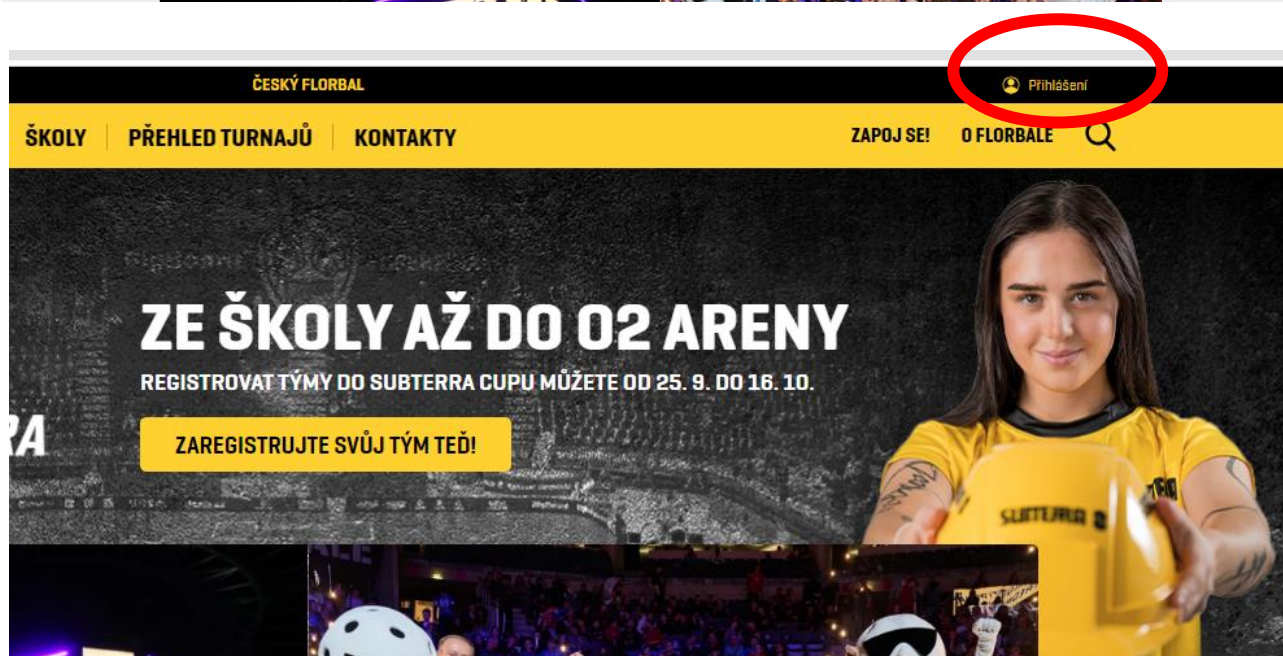 ČESKÝ FLORBAL
Přihlášení
ŠKOLY
PŘEHLED TURNAJŮ
KONTAKTY
ZAPOJ SE!
O FLORBALE
ZE ŠKOLY AŽ DO O2 ARENY
REGISTROVAT TÝMY DO SUBTERRA CUPU MŮŽETE OD 25. 9. DO 16. 10.
RA
ZAREGISTRUJTE SVŮJ TÝM TEĎ!